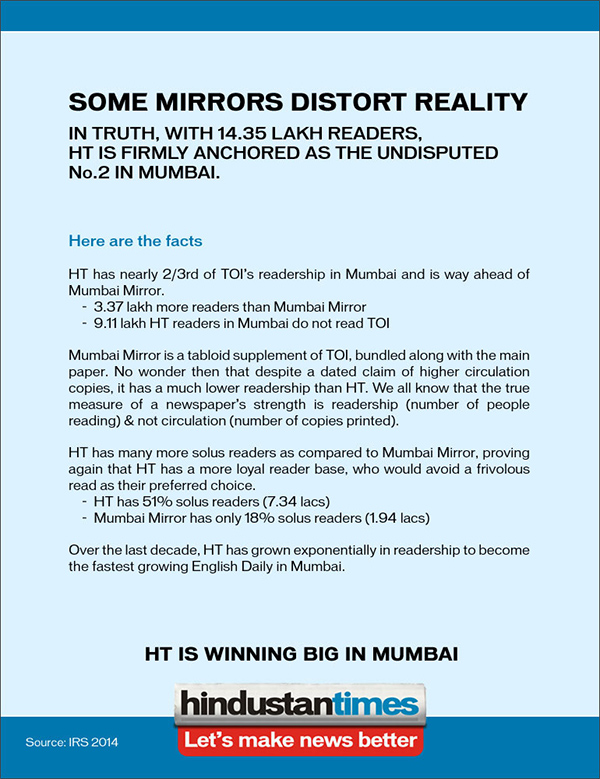 SOME MIRRORS DISTORT REALITY
IN TRUTH, WITH 14.35 LAKH READERS,
HT IS FIRMLY ANCHORED AS THE UNDISPUTED
No.2 IN MUMBAI.
Here are the facts
HT has nearly 2/3rd of TOI's readership in Mumbai and is way ahead of
Mumbai Mirror.
- 3.37 lakh more readers than Mumbai Mirror
- 9.11 lakh HT readers in Mumbai do not read TOI
Mumbai Mirror is a tabloid supplement of TOI, bundled along with the main
paper. No wonder then that despite a dated claim of higher circulation
copies, it has a much lower readership than HT. We all know that the true
measure of a newspaper's strength is readership (number of people
reading) & not circulation (number of copies printed).
HT has many more solus readers as compared to Mumbai Mirror, proving
again that HT has a more loyal reader base, who would avoid a frivolous
read as their preferred choice.
- HT has 51% solus readers (7.34 lacs)
- Mumbai Mirror has only 18% solus readers (1.94 lacs)
Over the last decade, HT has grown exponentially in readership to become
the fastest growing English Daily in Mumbai.
HT IS WINNING BIG IN MUMBAI
hindustantimes
Let's make news better
Source: IRS 2014